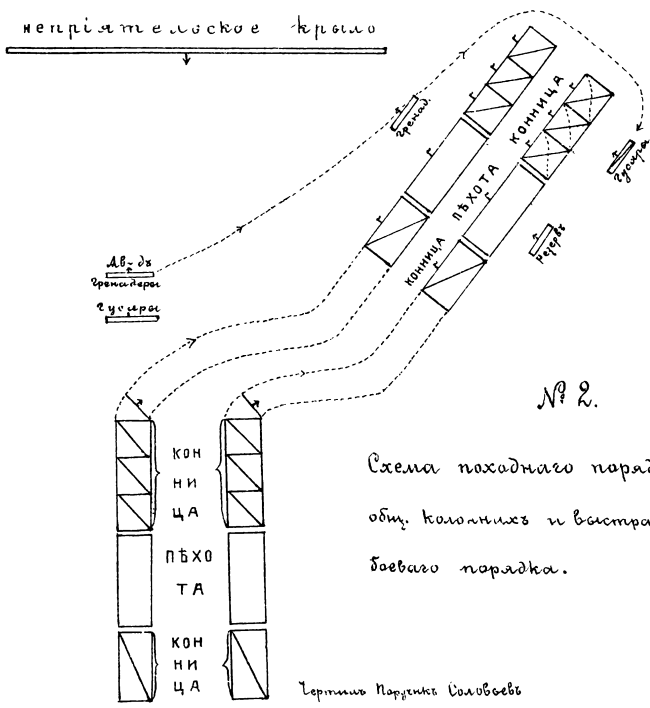 непріятельское крыло
гренад.
КОННИЦА
ПѢХОТА
КОННИЦА
гусары
резервъ
Ав-дъ
гренадеры
гусары
№ 2.
Схема походнаго поряд
общ. колоннихъ и выстра
боеваго порядка.
КОН
НИ
ЦА
ПѢХО
ТА
КОН
НИ
ЦА
Чертилъ Поручикъ Соловьевъ